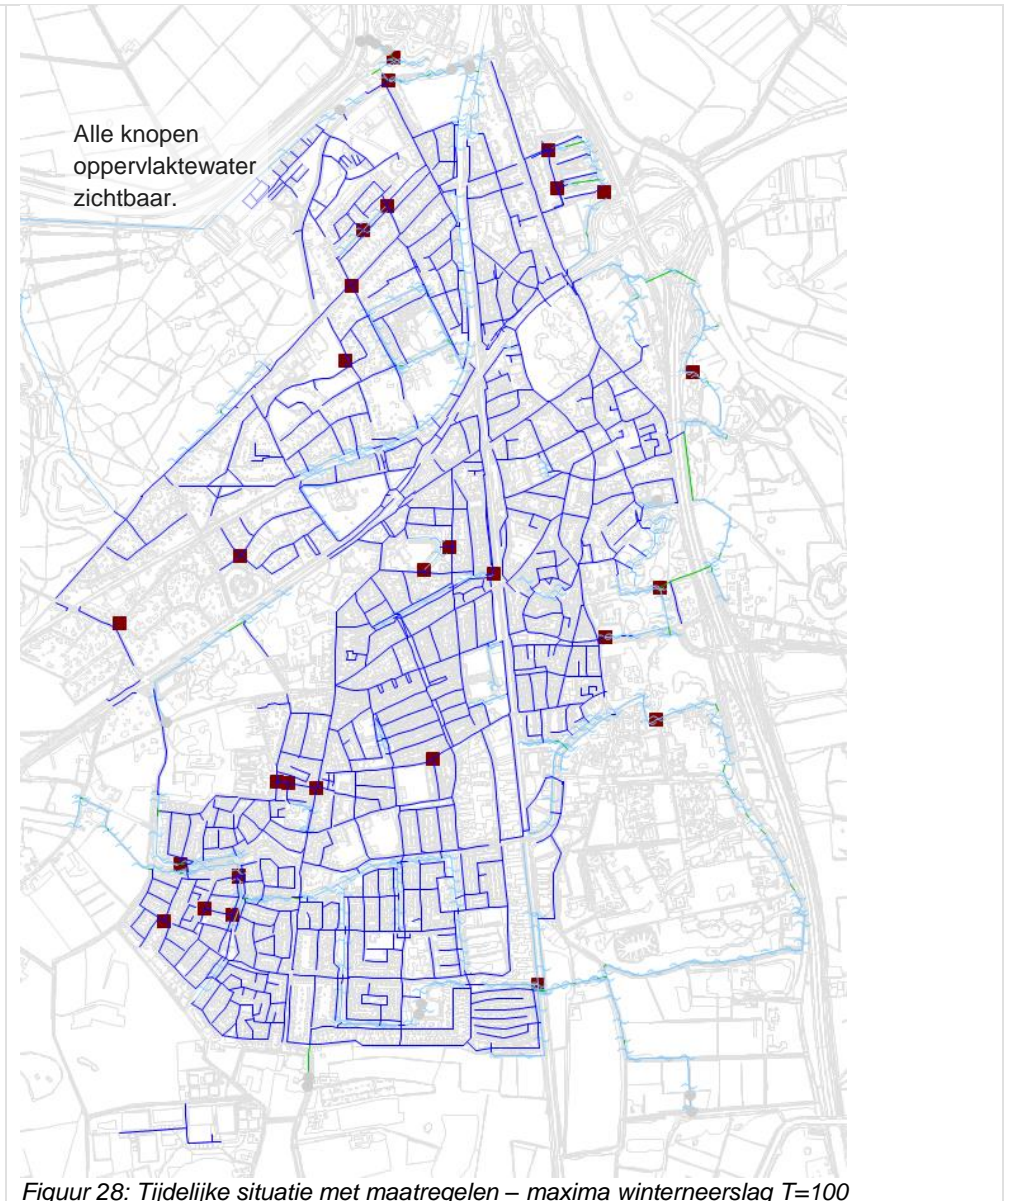 Alle knopen
oppervlaktewater
zichtbaar.
Figuur 28: Tijdelijke situatie met maatregelen – maxima winterneerslag T=100